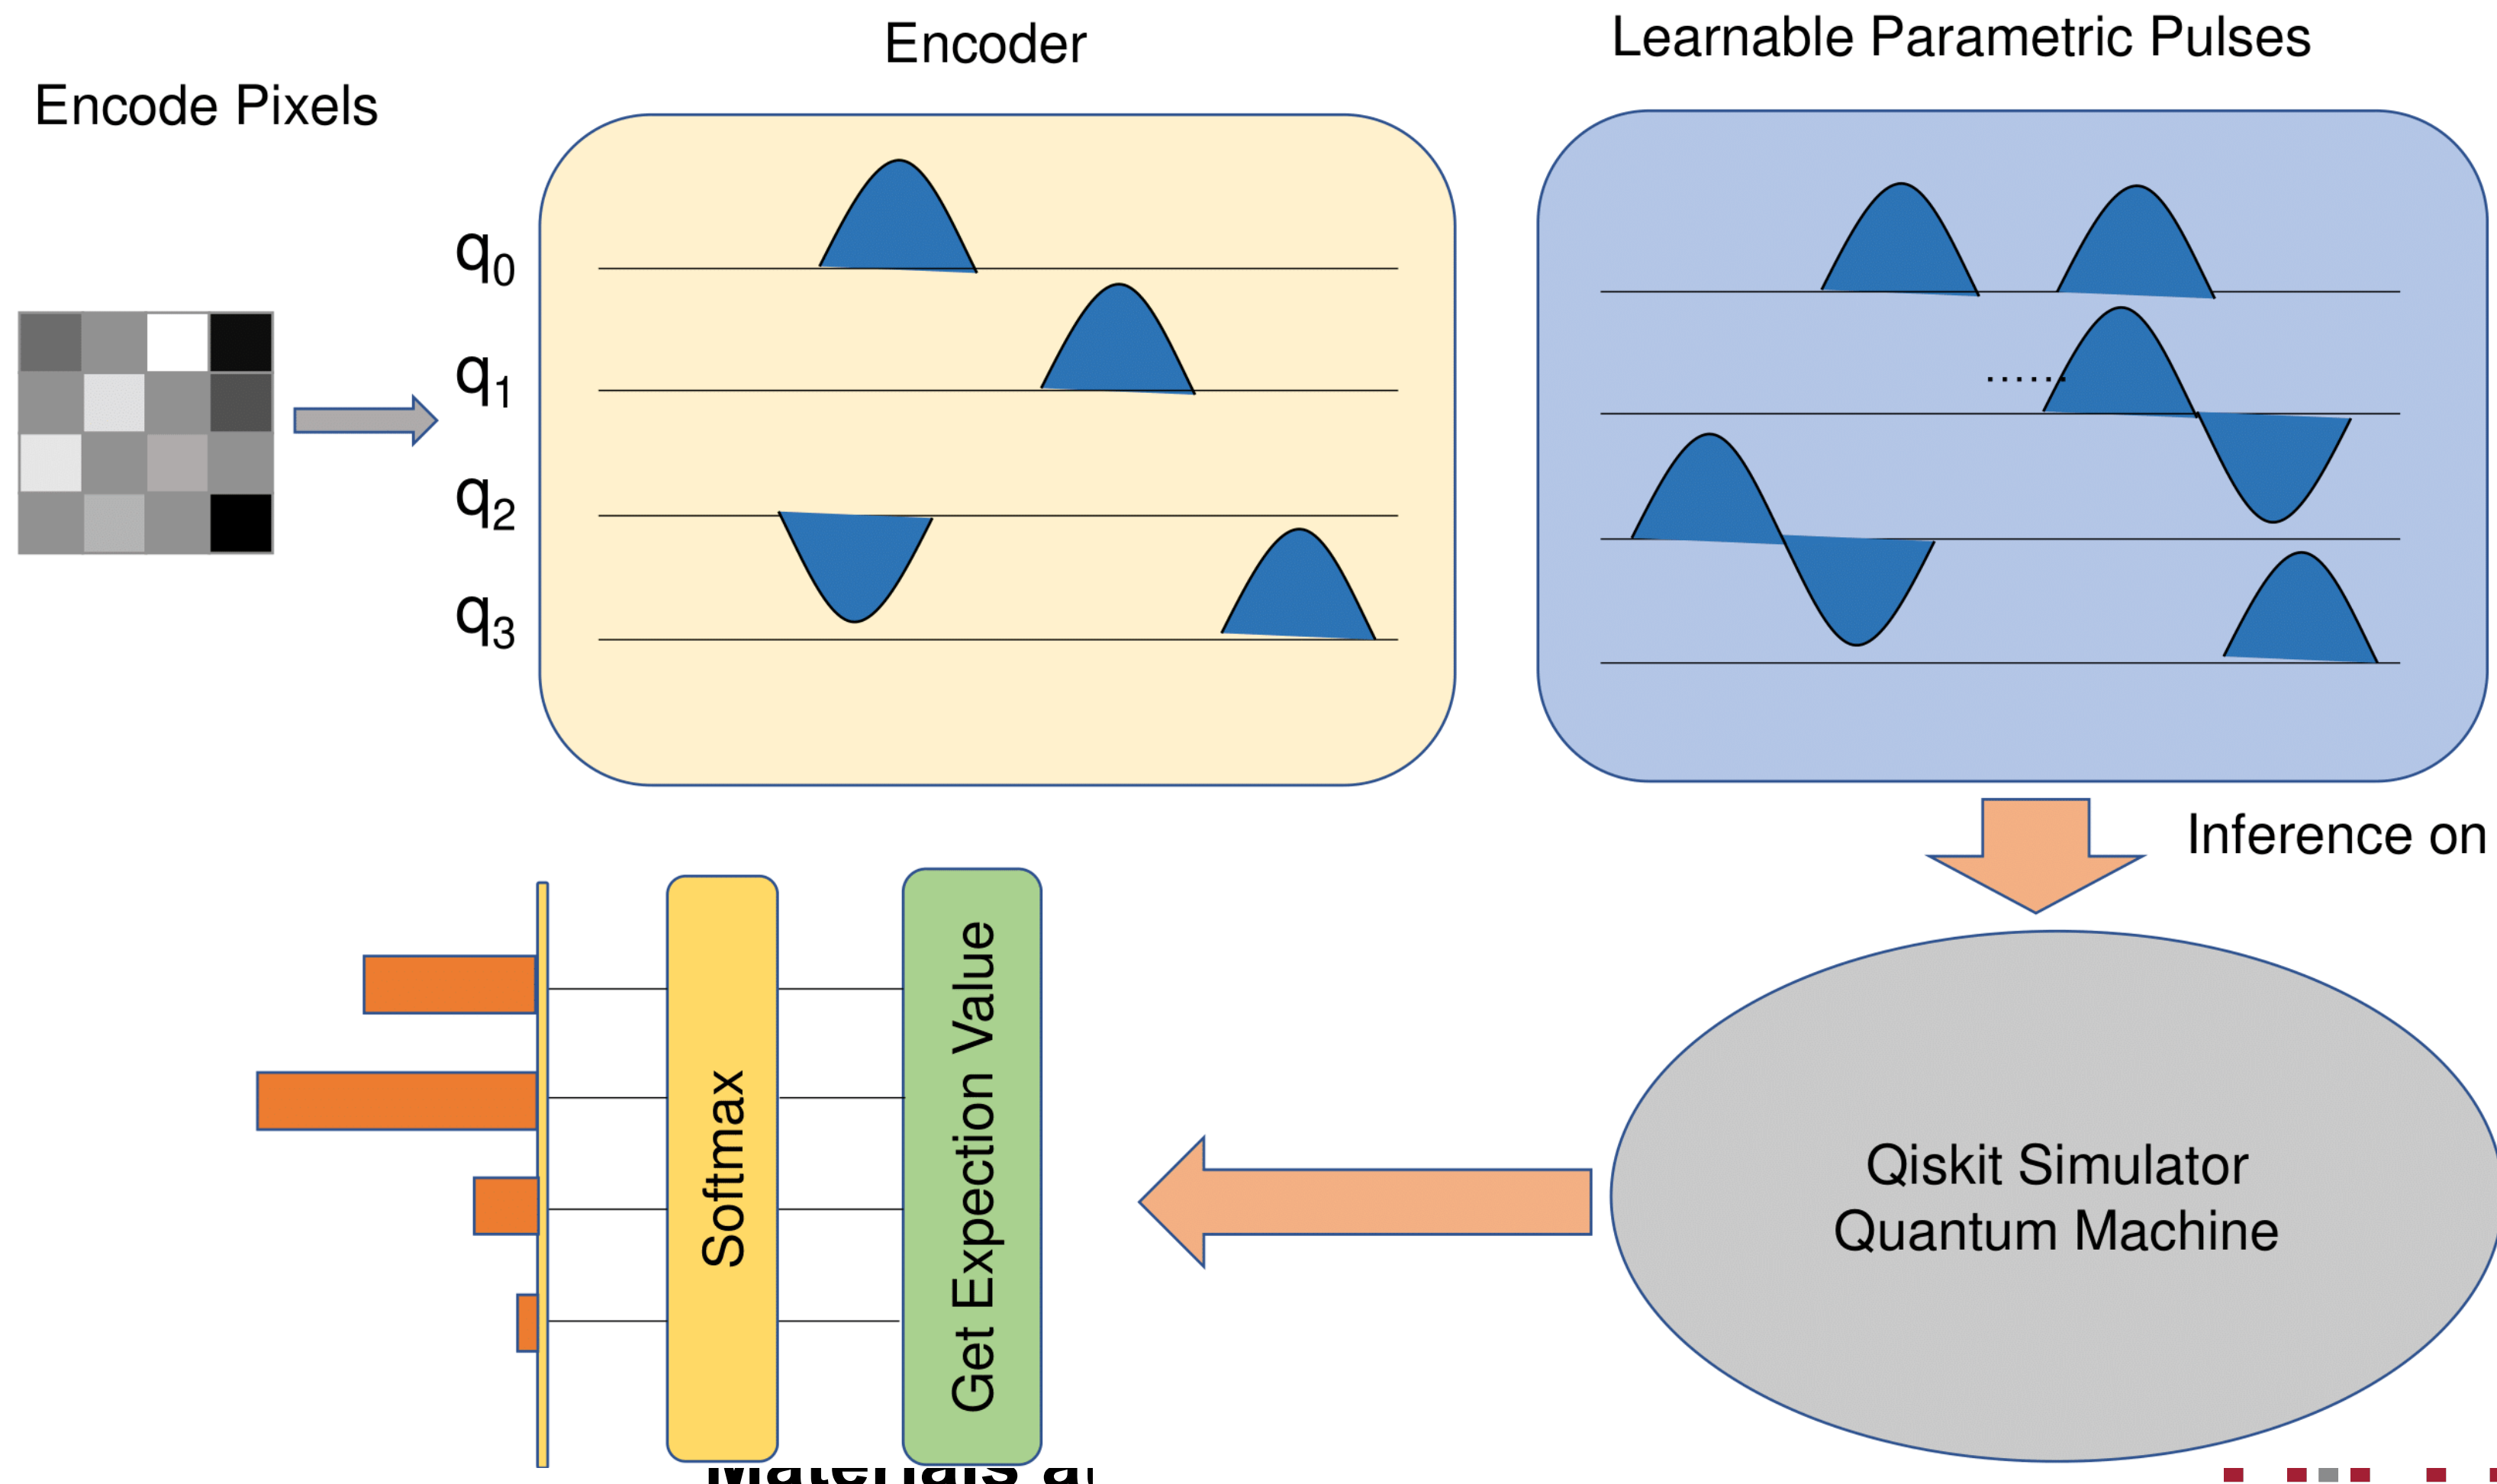 Encoder
Learnable Parametric Pulses
Encode Pixels
q0
q1
......
q2
q3
Inference on
Get Expection Value
Softmax
Qiskit Simulator
Quantum Machine